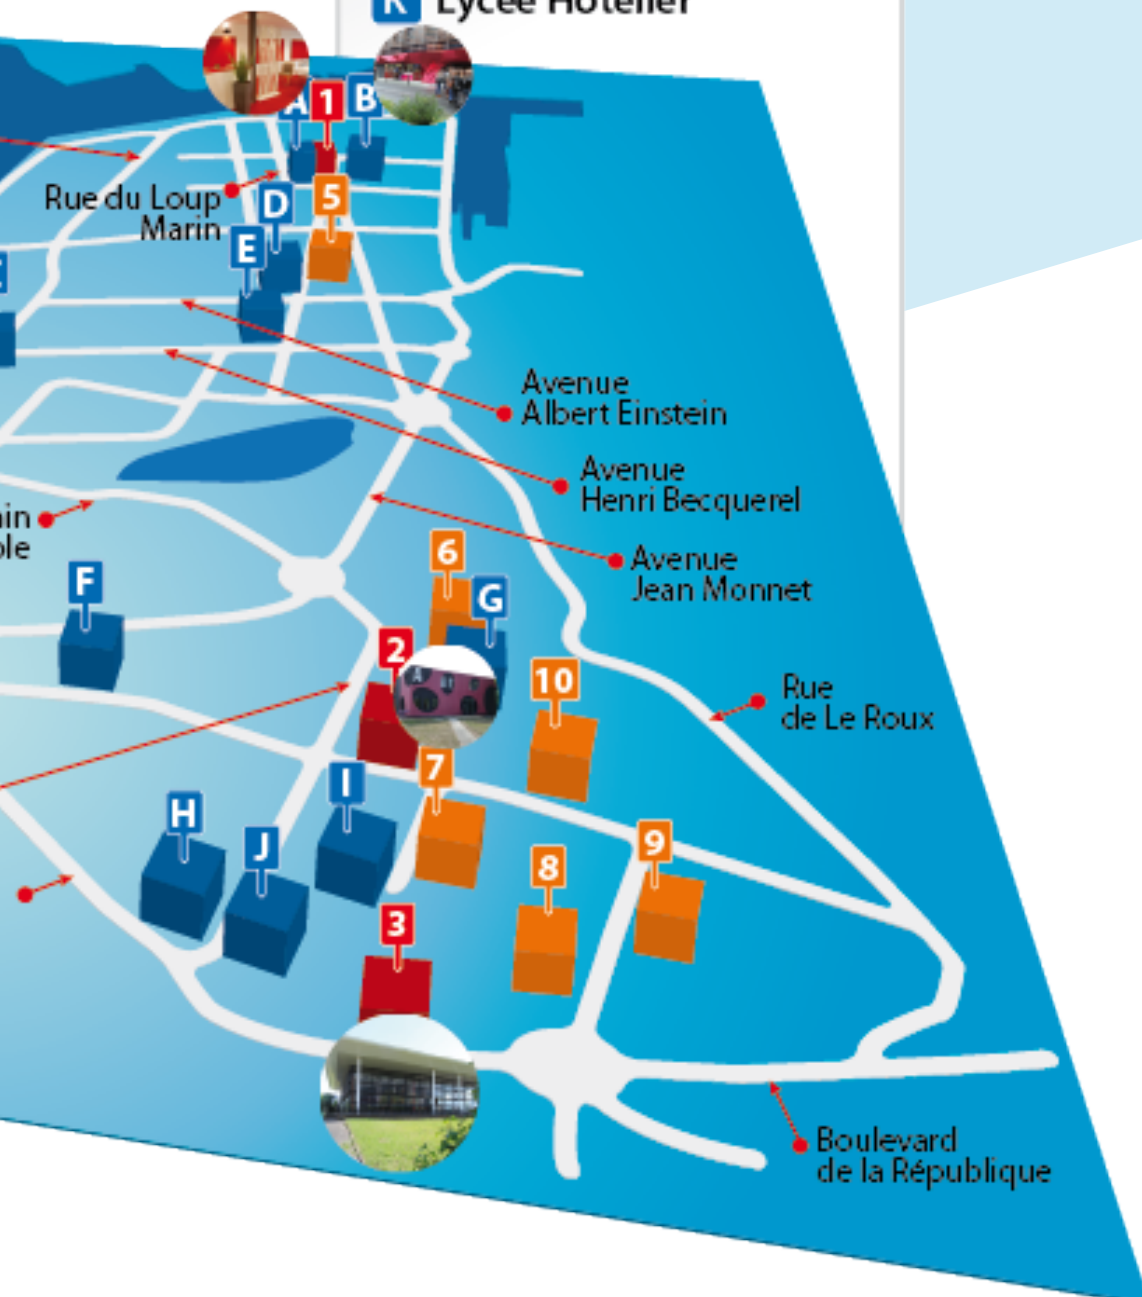 K Lycée Hôtelier
A
1
B
Rue du Loup
Marin
D
5
E
Avenue
Albert Einstein
Avenue
Henri Becquerel
Avenue
Jean Monnet
6
F
G
2
10
Rue
de Le Roux
7
I
H
J
9
8
3
Boulevard
de la République